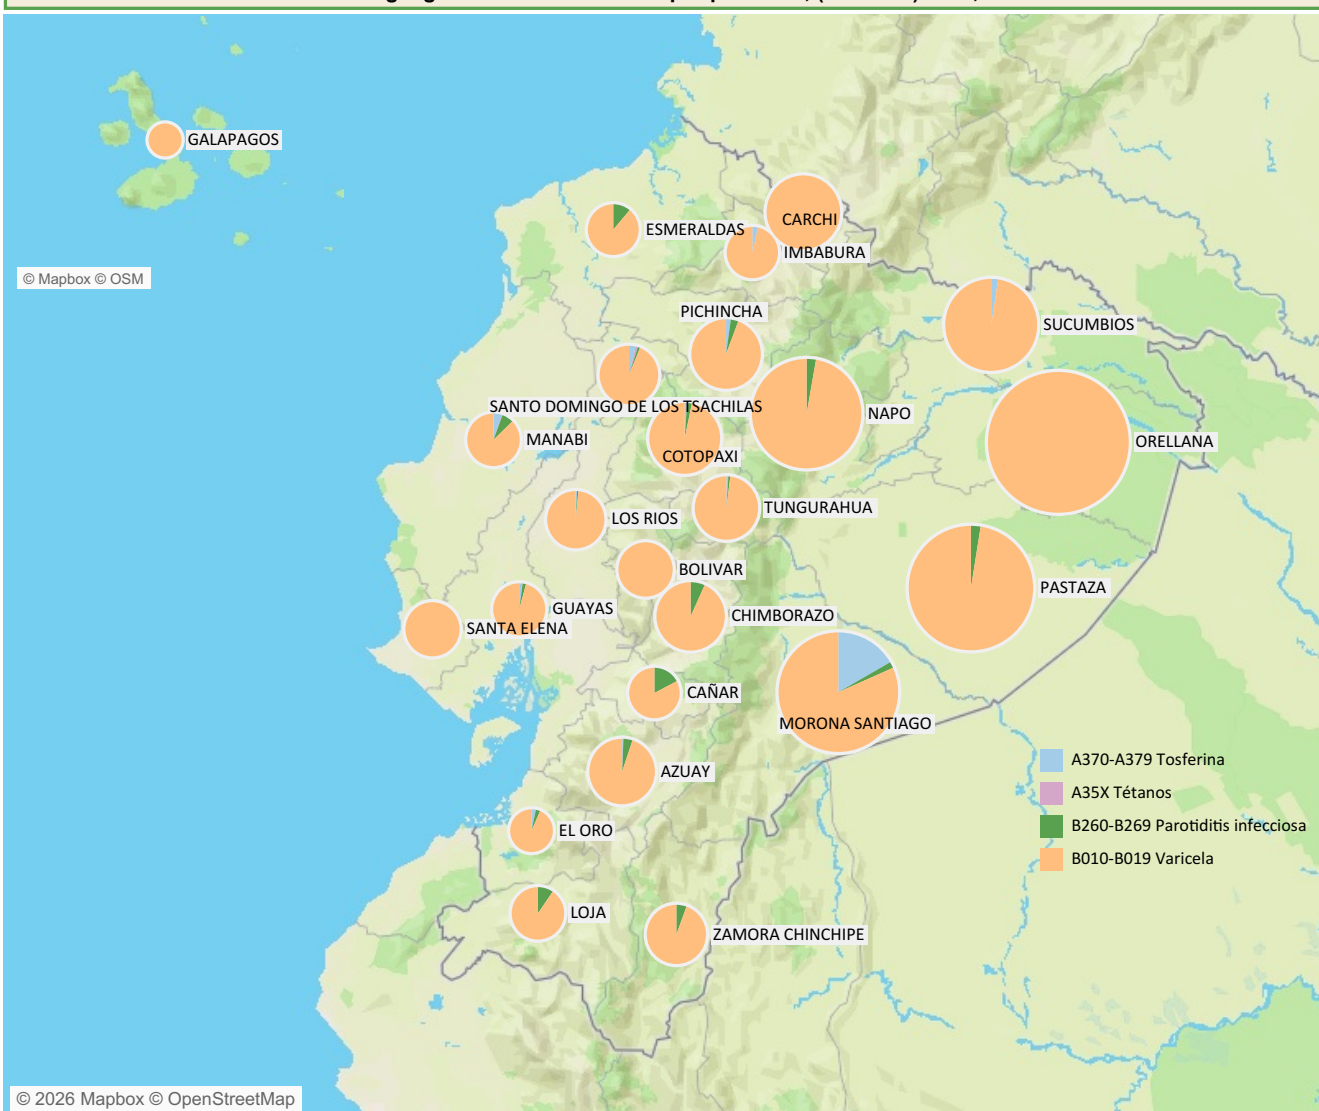 GALAPAGOS
© Mapbox © OSM
CARCHI
ESMERALDAS
IMBABURA
PICHINCHA
SUCUMBIOS
SANTO DOMINGO DE LOS TSACHILAS
NAPO
MANABI
ORELLANA
COTOPAXI
TUNGURAHUA
LOS RIOS
BOLIVAR
PASTAZA
GUAYAS
CHIMBORAZO
SANTA ELENA
CAÑAR
MORONA SANTIAGO
A370-A379 Tosferina
AZUAY
A35X Tétanos
B260-B269 Parotiditis infecciosa
EL ORO
B010-B019 Varicela
LOJA
ZAMORA CHINCHIPE
© 2026 Mapbox © OpenStreetMap